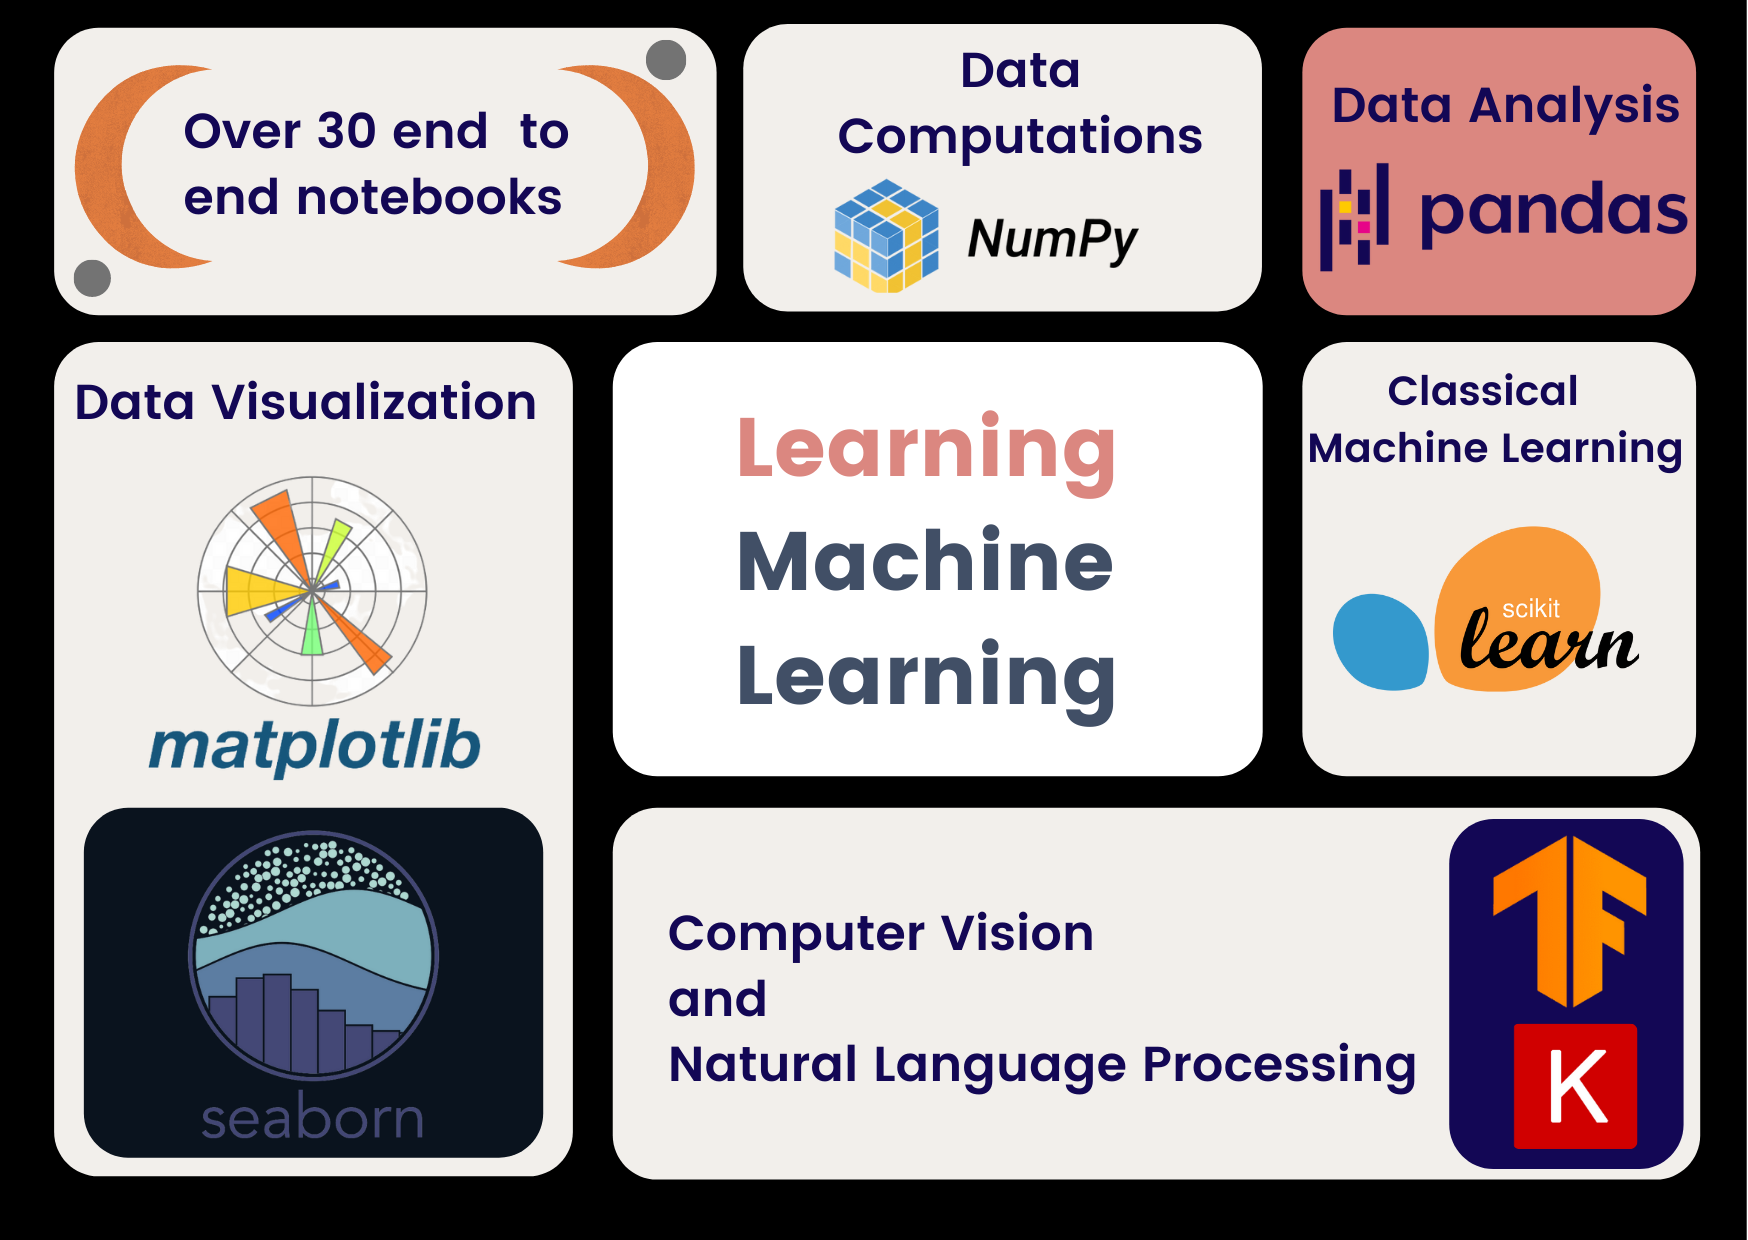 Over 30 end  to
end notebooks
Data
Computations
NumPy
Data Analysis
pandas
Data Visualization
matplotlib
seaborn
Learning
Machine
Learning
Classical
Machine Learning
scikit
learn
Computer Vision
and
Natural Language Processing
TF
K